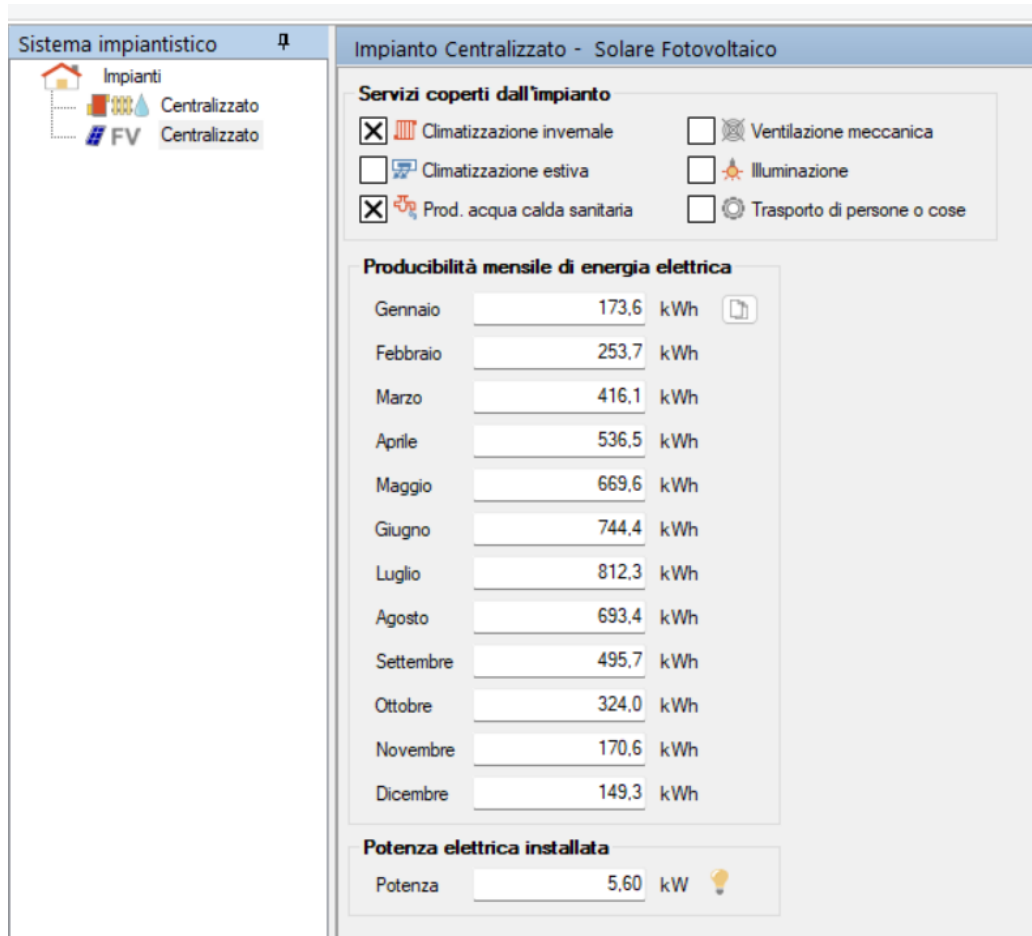 Sistema impiantistico
Impianti
Centralizzato
FV Centralizzato
Impianto Centralizzato - Solare Fotovoltaico
Servizi coperti dall'impianto
Climatizzazione invernale
Ventilazione meccanica
Climatizzazione estiva
Illuminazione
Prod. acqua calda sanitaria
Trasporto di persone o cose
Producibilità mensile di energia elettrica
Gennaio 173,6 kWh
Febbraio 253,7 kWh
Marzo 416,1 kWh
Aprile 536,5 kWh
Maggio 669,6 kWh
Giugno 744,4 kWh
Luglio 812,3 kWh
Agosto 693,4 kWh
Settembre 495,7 kWh
Ottobre 324,0 kWh
Novembre 170,6 kWh
Dicembre 149,3 kWh
Potenza elettrica installata
Potenza 5,60 kW